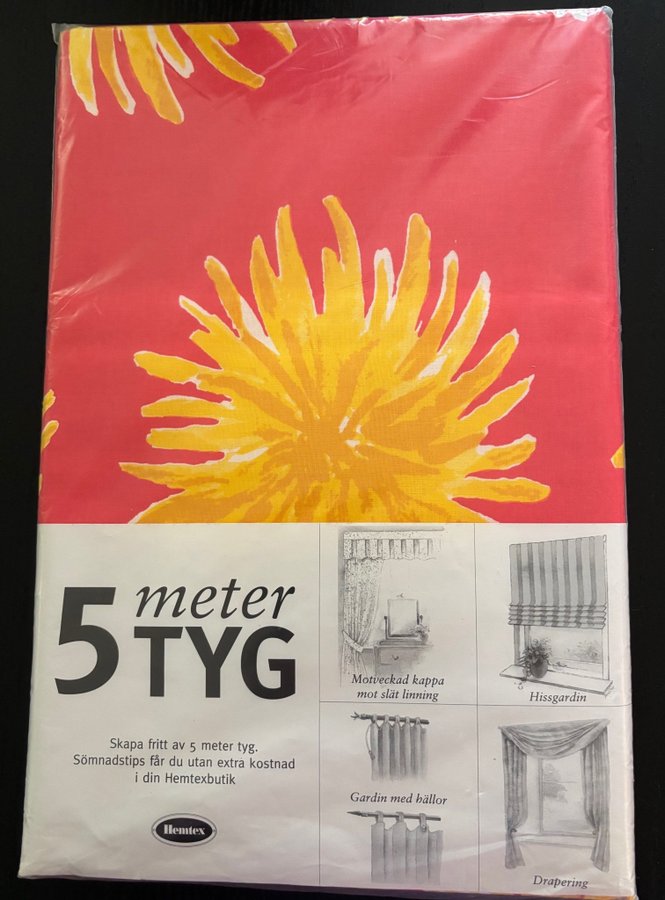 5 meter
TYG
Skapa fritt av 5 meter tyg.
Sömnadstips får du utan extra kostnad
i din Hemtexbutik
Hemtex
Motveckad kappa
mot slät linning
Hissgardin
Gardin med hällor
Drapering